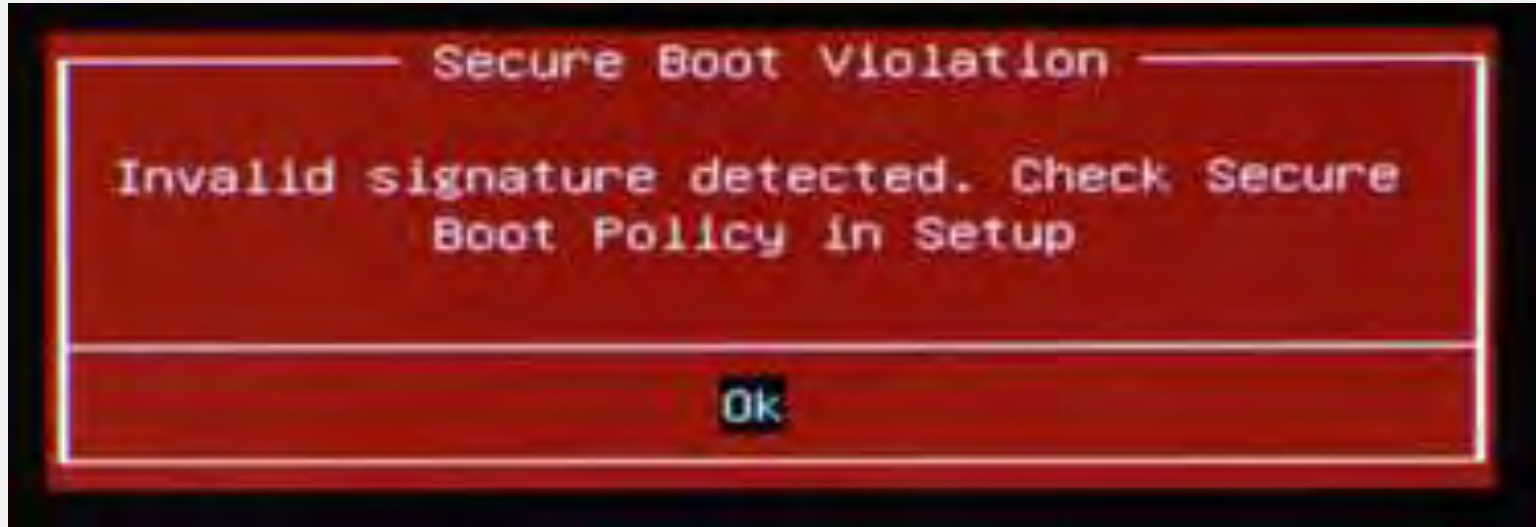 Secure Boot Violation
Invalid signature detected. Check Secure
Boot Policy in Setup
Ok